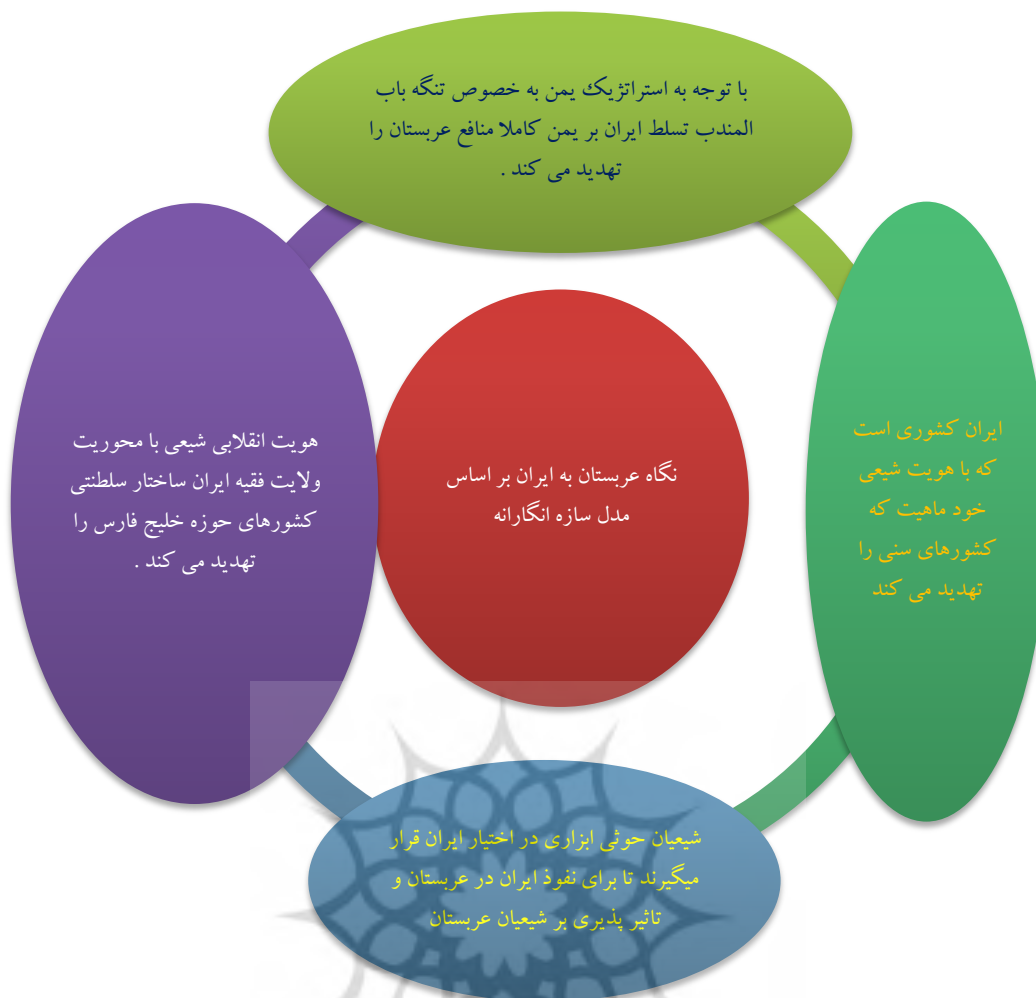 با توجه به استراتژیک یمن به خصوص تنگه باب
المندب تسلط ایران بر یمن کاملا منافع عربستان را
تهدید می کند .
ایران کشوری است
که با هویت شیعی
خود ماهیت که
کشورهای سنی را
تهدید می کند
نگاه عربستان به ایران بر اساس
مدل سازه انگارانه
هویت انقلابی شیعی با محوریت
ولایت فقیه ایران ساختار سلطنتی
کشورهای حوزه خلیج فارس را
تهدید می کند .
شیعیان حوثی ابزاری در اختیار ایران قرار
میگیرند تا برای نفوذ ایران در عربستان و
تاثیر پذیری بر شیعیان عربستان